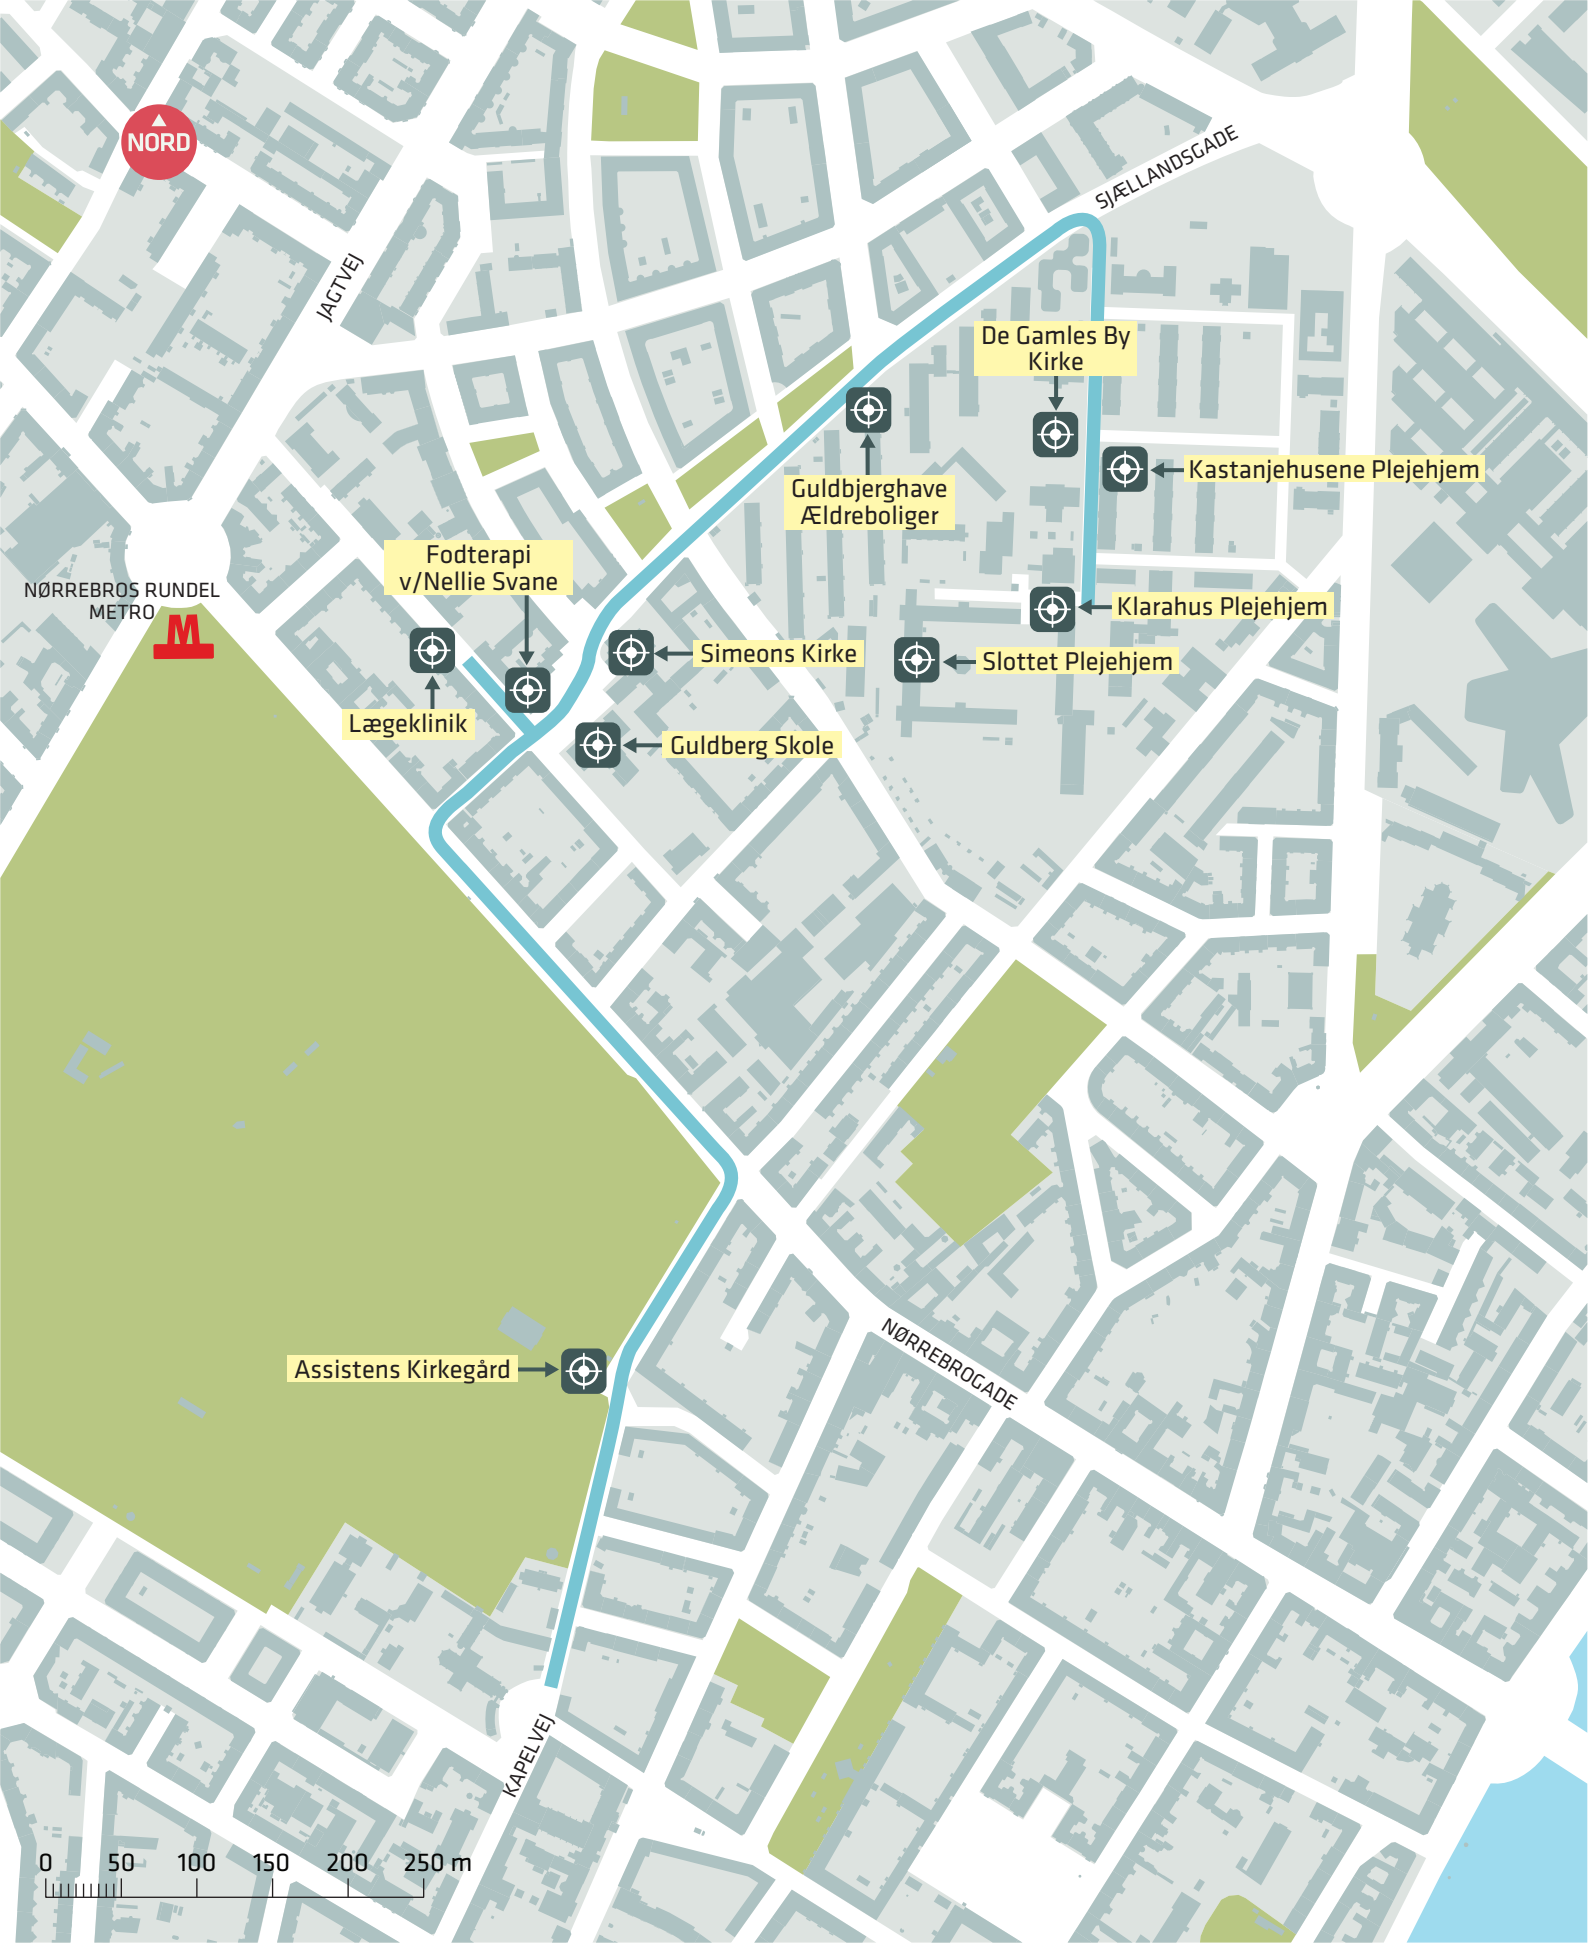 NORD
SJÆLLANDSGADE
JAGTVEJ
De Gamles By
Kirke
Kastanjehusene Plejehjem
Guldbjerghave
Ældreboliger
Fodterapi
v/Nellie Svane
NØRREBROS RUNDEL
METRO
M
Klarahus Plejehjem
Simeons Kirke
Slottet Plejehjem
Lægeklinik
Guldberg Skole
NØRREBROGADE
Assistens Kirkegård
KAPELVEJ
0 50 100 150 200 250 m